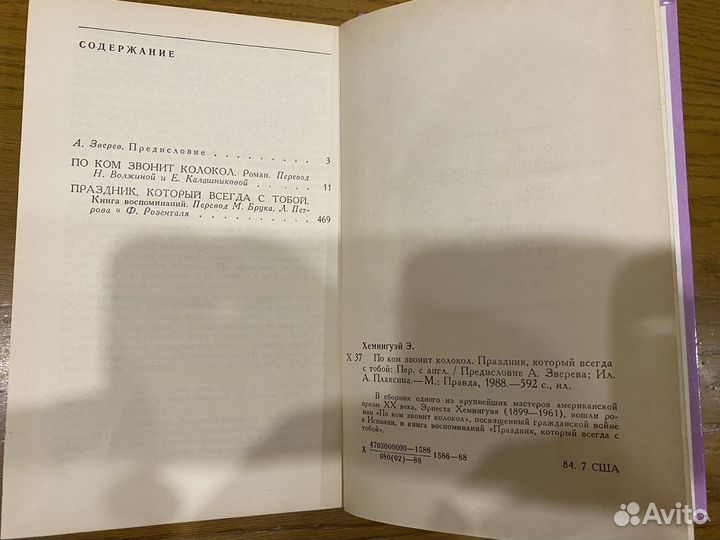 СОДЕРЖАНИЕ
А. Зверев. Предисловие . . . . . . . . . 3
ПО КОМ ЗВОНИТ КОЛОКОЛ. Роман. Перевод
Н. Волжиной и Е. Калашниковой . . . . 11
ПРАЗДНИК, КОТОРЫЙ ВСЕГДА С ТОБОЙ.
Книга воспоминаний. Перевод М. Брука, Л. Пет-
рова и Ф. Розенталя . . . . . . . . 469
Хемингуэй Э.
Х 37 По ком звонит колокол. Праздник, который всегда
с тобой: Пер. с англ. / Предисловие А. Зверева; Ил.
А. Плаксина.— М.: Правда, 1988.—592 с., ил.
В сборник одного из крупнейших мастеров американской
прозы XX века, Эрнеста Хемингуэя (1899—1961), вошли ро-
ман «По ком звонит колокол», посвященный гражданской войне
в Испании, и книга воспоминаний «Праздник, который всегда с
тобой».
Х 4703000000—1586
080(02)—88 1586—88
84. 7 США
Avito